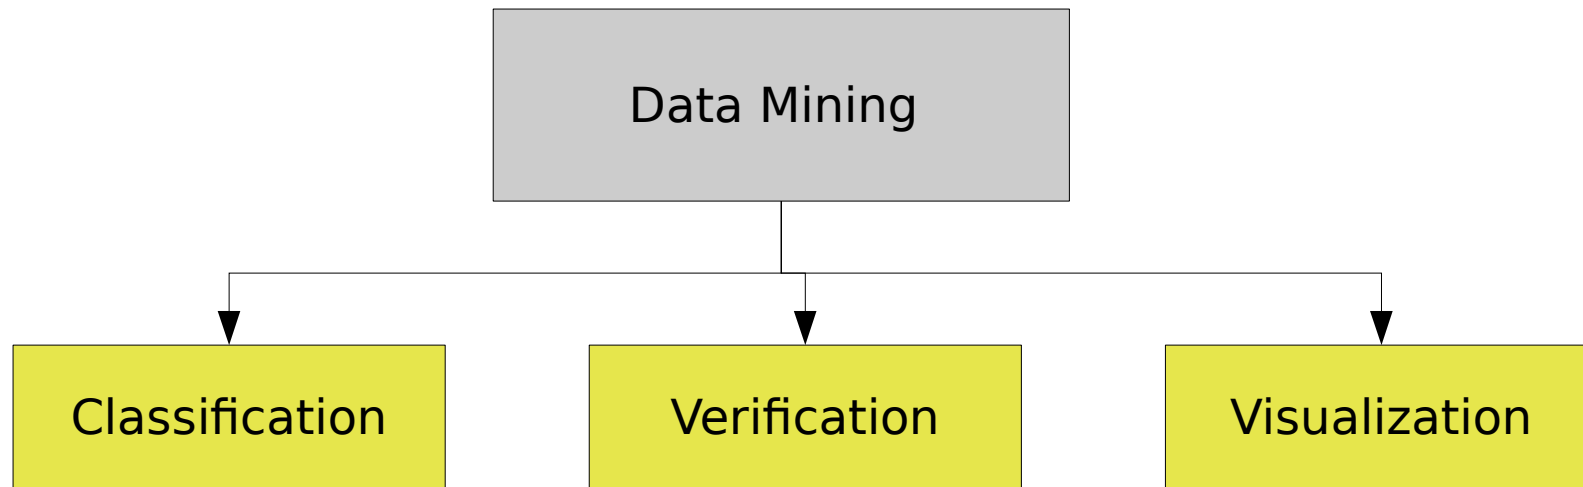 Data Mining
Classification
Verification
Visualization